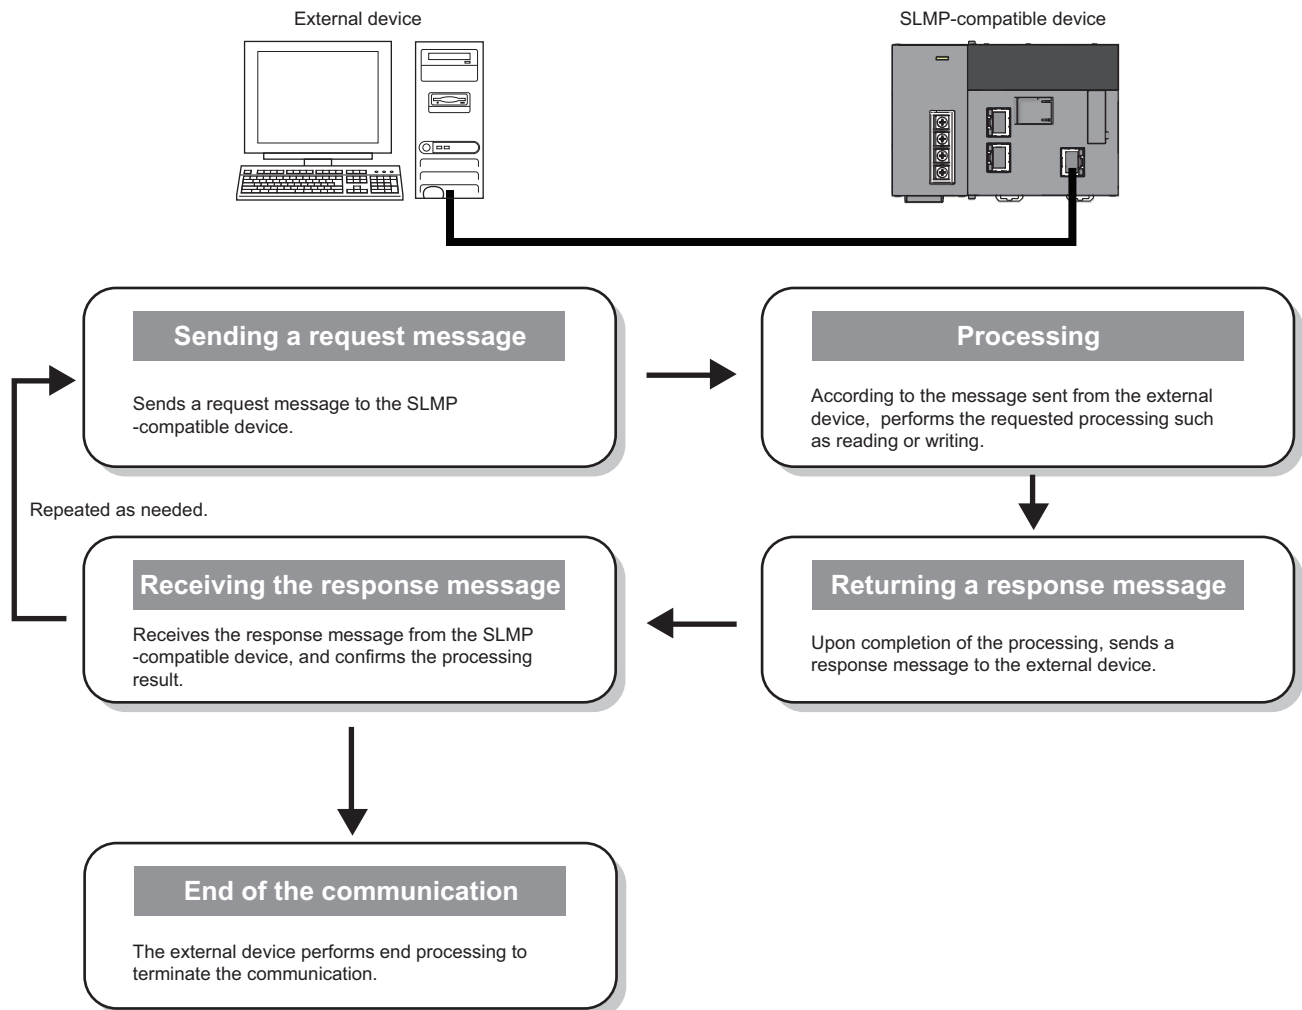 External device
SLMP-compatible device
Sending a request message
Sends a request message to the SLMP
-compatible device.
Processing
According to the message sent from the external
device,  performs the requested processing such
as reading or writing.
Repeated as needed.
Receiving the response message
Receives the response message from the SLMP
-compatible device, and confirms the processing
result.
Returning a response message
Upon completion of the processing, sends a
response message to the external device.
End of the communication
The external device performs end processing to
terminate the communication.